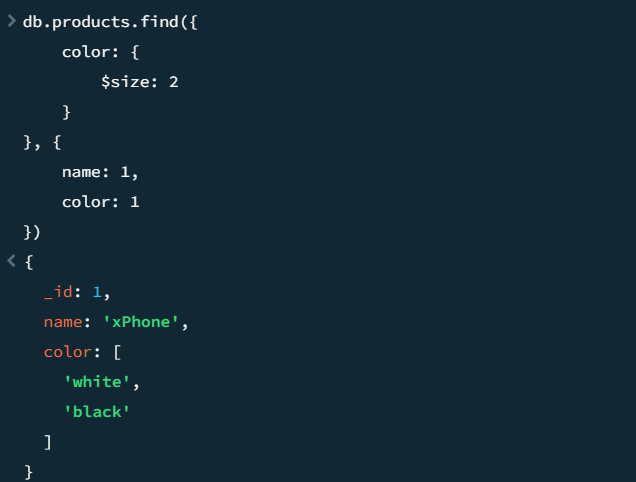 > db.products.find({
    color: {
        $size: 2
    }
}, {
    name: 1,
    color: 1
})
< {
  _id: 1,
  name: 'xPhone',
  color: [
    'white',
    'black'
  ]
}